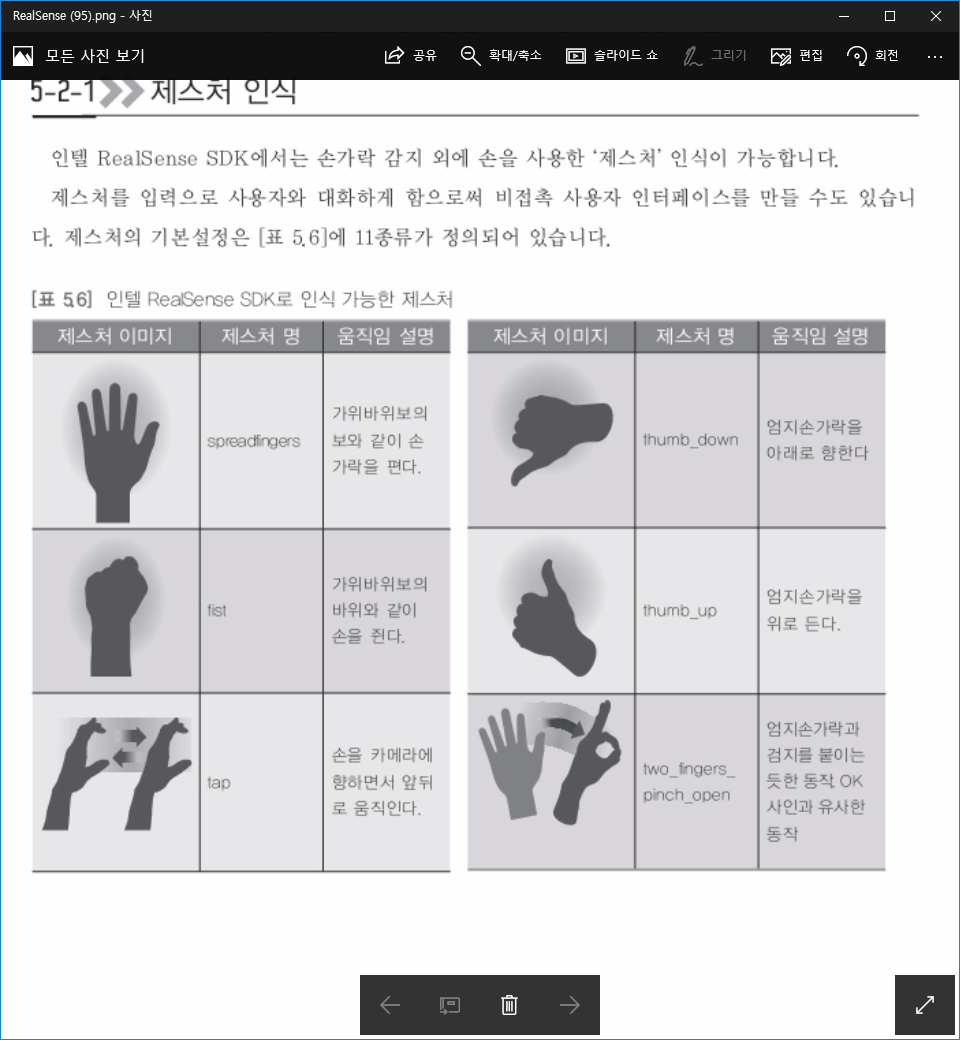 RealSense (95).png - 사진
모든 사진 보기
공유
확대/축소
슬라이드 쇼
그리기
편집
회전
5-2-1 제스처 인식
인텔 RealSense SDK에서는 손가락 감지 외에 손을 사용한 ‘제스처’ 인식이 가능합니다.
제스처를 입력으로 사용자와 대화하게 함으로써 비접촉 사용자 인터페이스를 만들 수도 있습니
다. 제스처의 기본설정은 [표 5.6]에 11종류가 정의되어 있습니다.
[표 5.6] 인텔 RealSense SDK로 인식 가능한 제스처
제스처 이미지 제스처 명 움직임 설명
spreadfingers
가위바위보의
보와 같이 손
가락을 편다.
fist
가위바위보의
바위와 같이
손을 쥔다.
tap
손을 카메라에
향하면서 앞뒤
로 움직인다.
제스처 이미지 제스처 명 움직임 설명
thumb_down
엄지손가락을
아래로 향한다
thumb_up
엄지손가락을
위로 든다.
two_fingers_
pinch_open
엄지손가락과
검지를 붙이는
듯한 동작. OK
사인과 유사한
동작